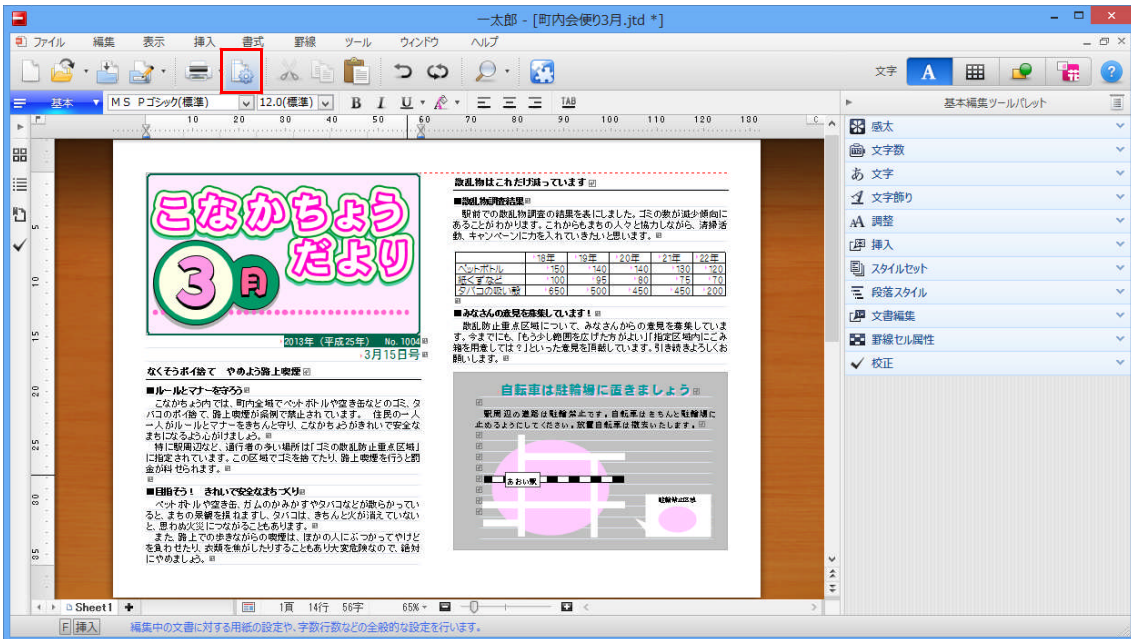 一太郎 - [町内会便り3月.jtd *]
ファイル 編集 表示 挿入 書式 罫線 ツール ウィンドウ ヘルプ
文字 A
基本 ＭＳ Ｐゴシック(標準) 12.0(標準) B I U TAB
基本編集ツールパレット
10 20 30 40 50 60 70 80 90 100 110 120 130
感太
文字数
文字
文字飾り
調整
挿入
スタイルセット
段落スタイル
文書編集
罫線セル属性
校正
こなかちょう
だより
3月
2013年（平成25年） No. 1004
3月15日号
なくそうポイ捨て やめよう路上喫煙
■ルールとマナーを守ろう
こなかちょう内では、町内全域でペットボトルや空き缶などのゴミ、タ
バコのポイ捨て、路上喫煙が条例で禁止されています。 住民の一人
一人がルールとマナーをきちんと守り、こなかちょうがきれいで安全な
まちになるよう心がけましょう。
特に駅周辺など、通行者の多い場所は「ゴミの散乱防止重点区域」
に指定されています。この区域でゴミを捨てたり、路上喫煙を行うと罰
金が科せられます。
■目指そう！ きれいで安全なまちづくり
ペットボトルや空き缶、ガムのかみかすやタバコなどが散らかってい
ると、まちの景観を損ねますし、タバコは、きちんと火が消えていない
と、思わぬ火災につながることもあります。
また、路上での歩きながらの喫煙は、ほかの人にぶつかってやけど
を負わせたり、衣類を焦がしたりすることもあり大変危険なので、絶対
にやめましょう。
散乱物はこれだけ減っています
■散乱物調査結果
駅前での散乱物調査の結果を表にしました。ゴミの数が減少傾向に
あることがわかります。これからもまちの人々と協力しながら、清掃活
動、キャンペーンに力を入れていきたいと思います。
18年 19年 20年 21年 22年
ペットボトル 150 140 140 130 120
紙くずなど 100 95 80 75 70
タバコの吸い殻 650 500 450 450 200
■みなさんの意見を募集しています！
散乱防止重点区域について、みなさんからの意見を募集していま
す。今までにも、「もう少し範囲を広げた方がよい」「指定区域内にごみ
箱を用意しては？」といった意見を頂戴しています。引き続きよろしくお
願いします。
自転車は駐輪場に置きましょう
駅周辺の道路は駐輪禁止です。自転車はきちんと駐輪場に
止めるようにしてください。放置自転車は撤去いたします。
あおい駅
駐輪禁止区域
Sheet1 1頁 14行 56字 65%
挿入 編集中の文書に対する用紙の設定や、字数行数などの全般的な設定を行います。